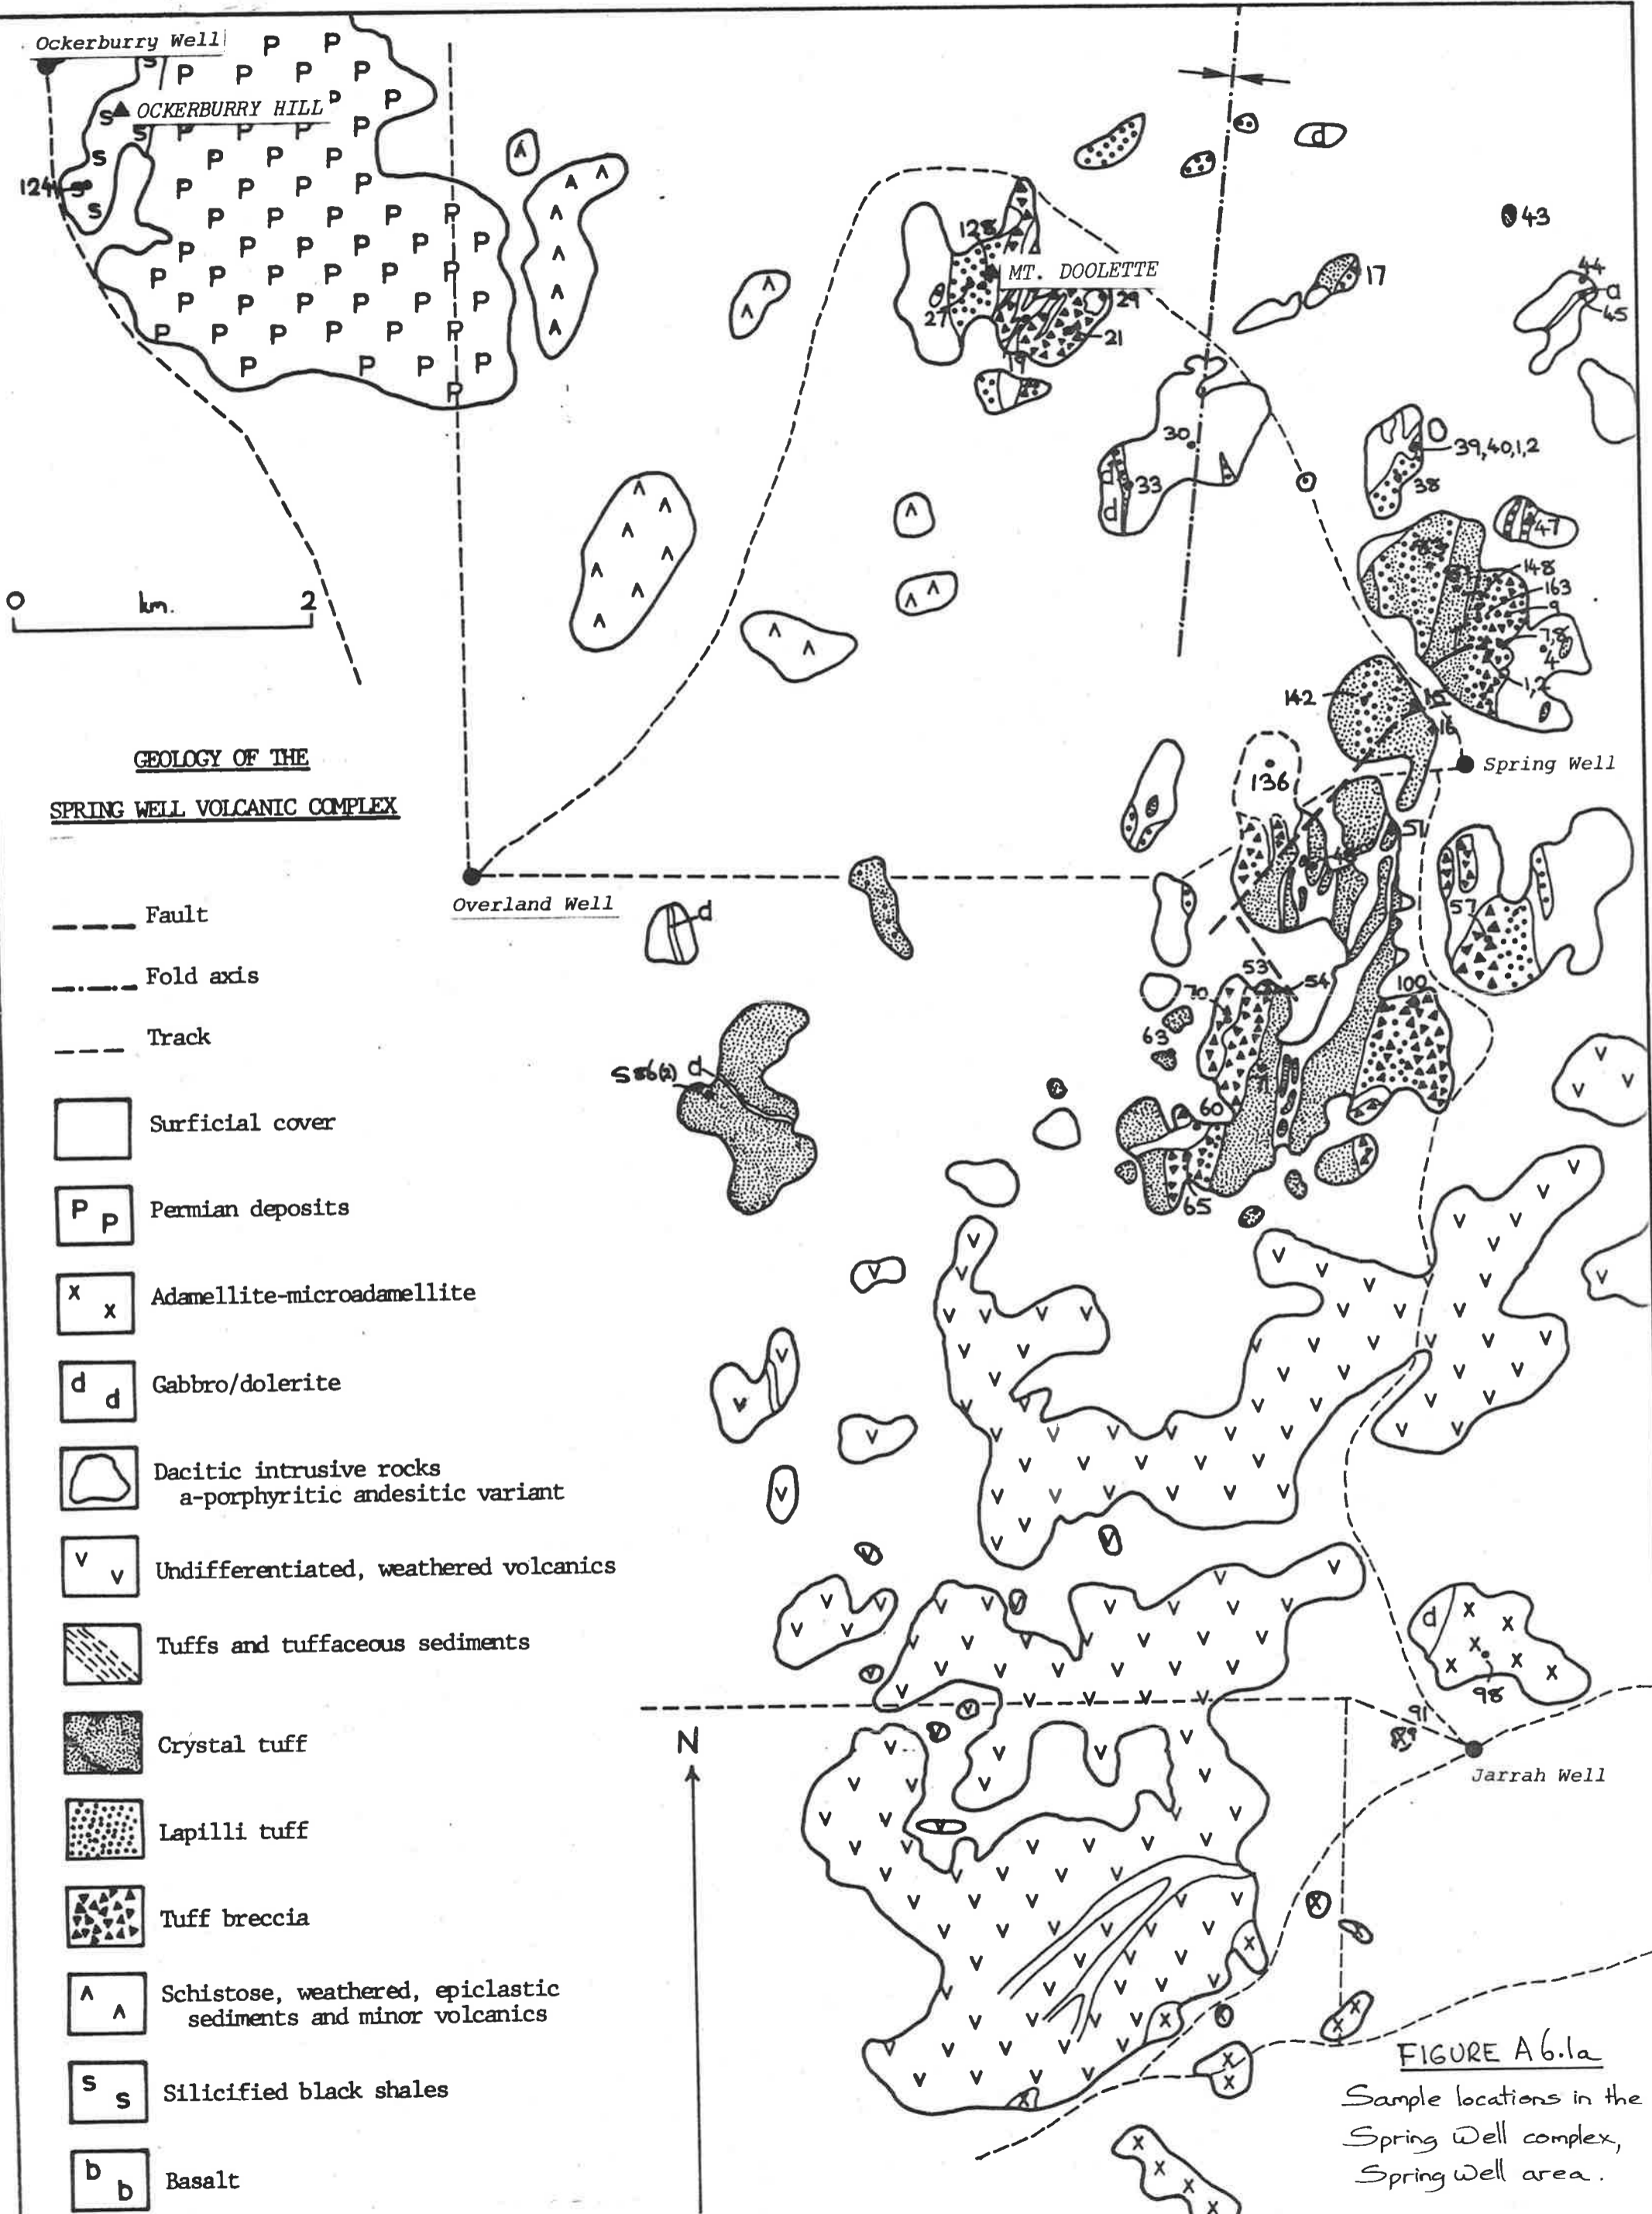 Ockerburry Well
OCKERBURRY HILL
124
128
MT. DOOLETTE
27
29
21
43
17
44
a
45
30
33
d
d
d
39,40,1,2
38
47
148
163
9
7,8
4
1,2
142
15
16
Spring Well
136
51
57
53
54
70
100
63
60
65
0 km. 2
GEOLOGY OF THE
SPRING WELL VOLCANIC COMPLEX
Overland Well
d
S86(2) d
Fault
Fold axis
Track
Surficial cover
P P Permian deposits
x x Adamellite-microadamellite
d d Gabbro/dolerite
Dacitic intrusive rocks
a-porphyritic andesitic variant
v v Undifferentiated, weathered volcanics
Tuffs and tuffaceous sediments
Crystal tuff
Lapilli tuff
Tuff breccia
Schistose, weathered, epiclastic
sediments and minor volcanics
S S Silicified black shales
b b Basalt
N
d
98
91
Jarrah Well
FIGURE A6.1a
Sample locations in the
Spring Well complex,
Spring Well area.